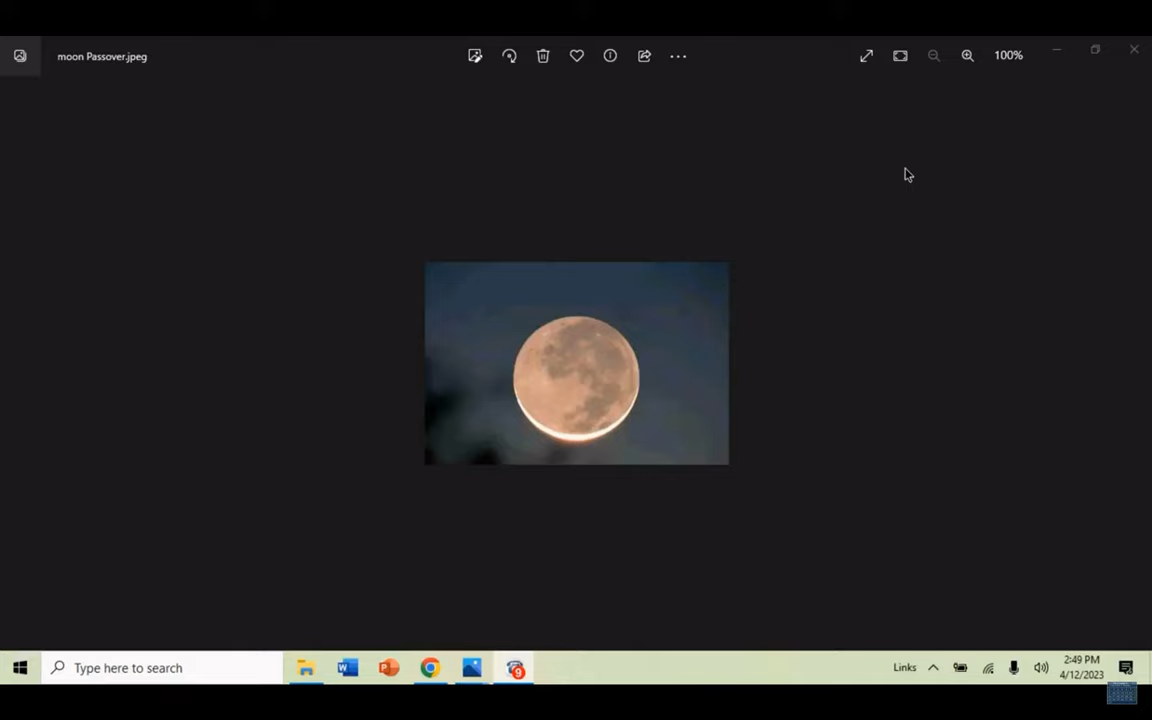 moon Passover.jpeg
100%
Type here to search
Links
2:49 PM
4/12/2023